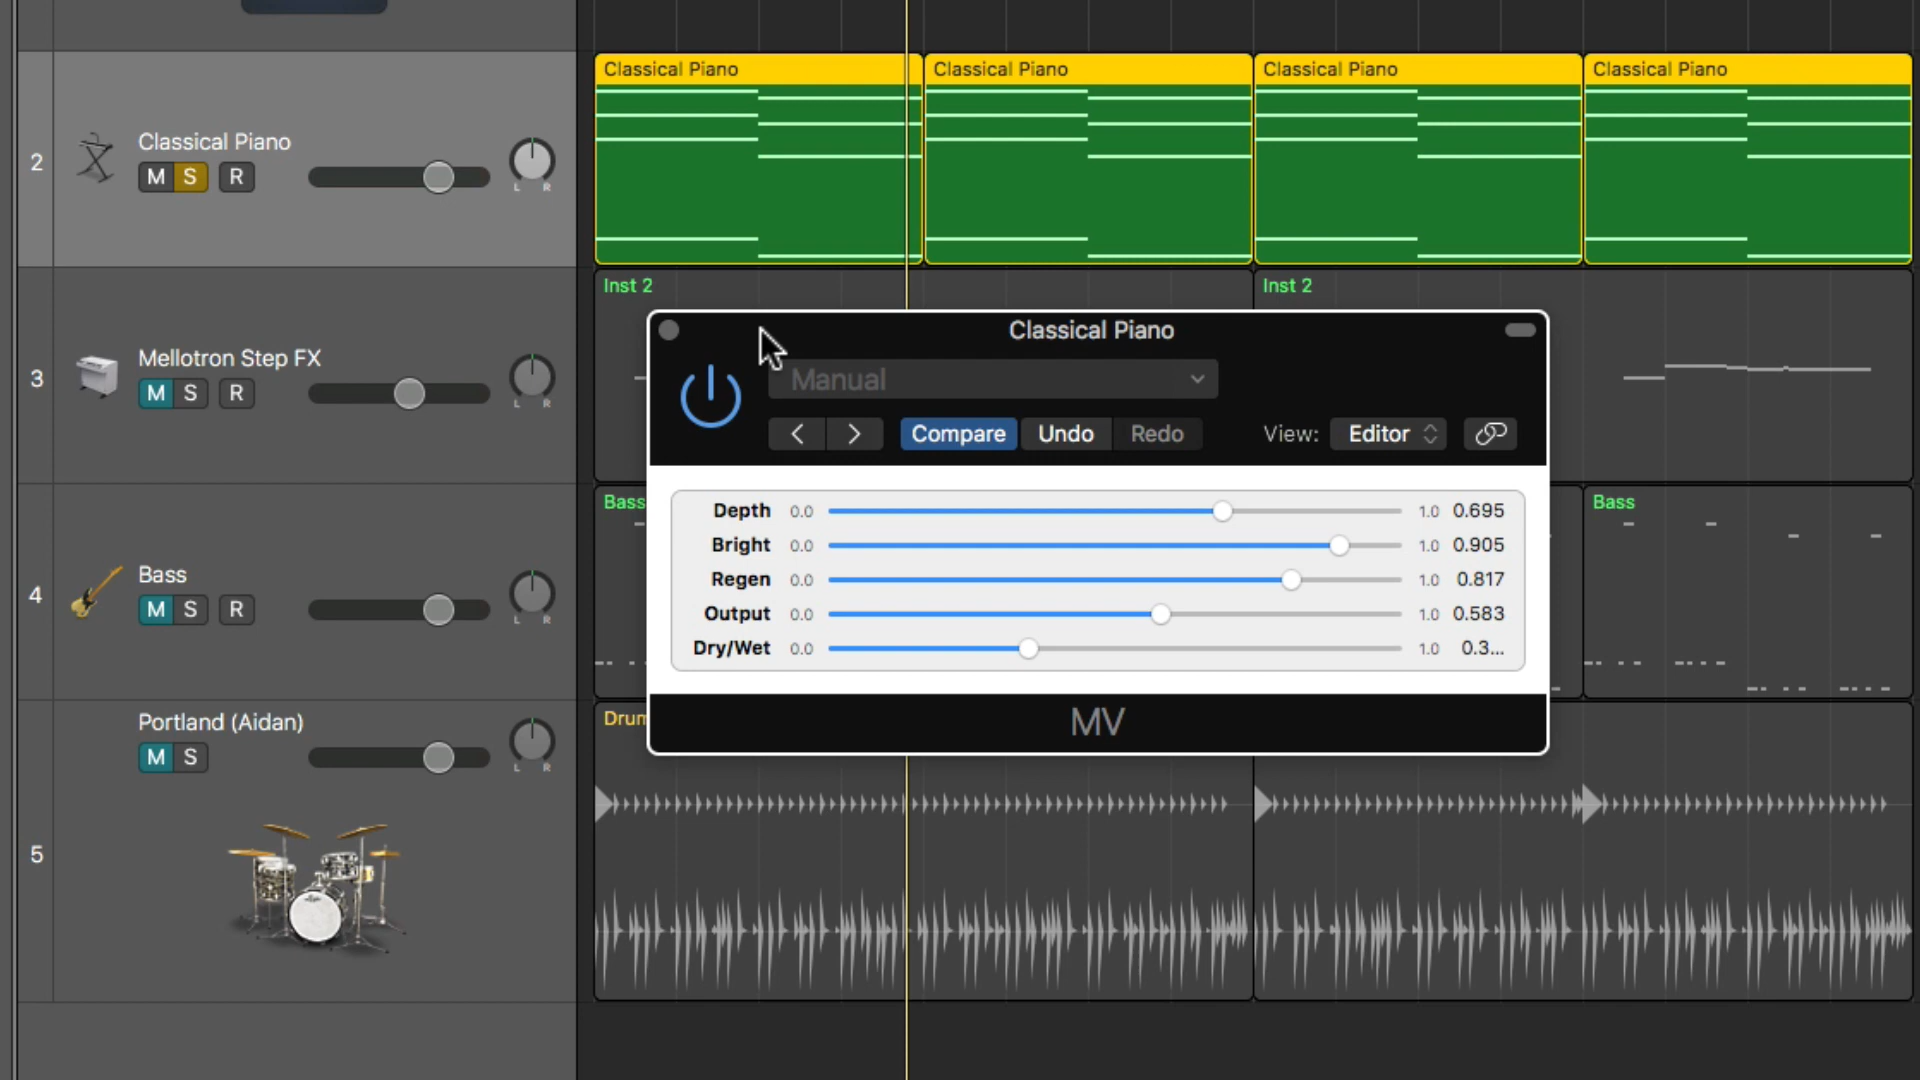 Classical Piano Classical Piano Classical Piano Classical Piano
2 Classical Piano
M S R
L R
Inst 2 Inst 2
3 Mellotron Step FX
M S R
L R
Classical Piano
Manual
Compare Undo Redo View: Editor
Depth 0.0 1.0 0.695
Bright 0.0 1.0 0.905
Regen 0.0 1.0 0.817
Output 0.0 1.0 0.583
Dry/Wet 0.0 1.0 0.3...
MV
Bass Bass
4 Bass
M S R
L R
Drum
5 Portland (Aidan)
M S
L R